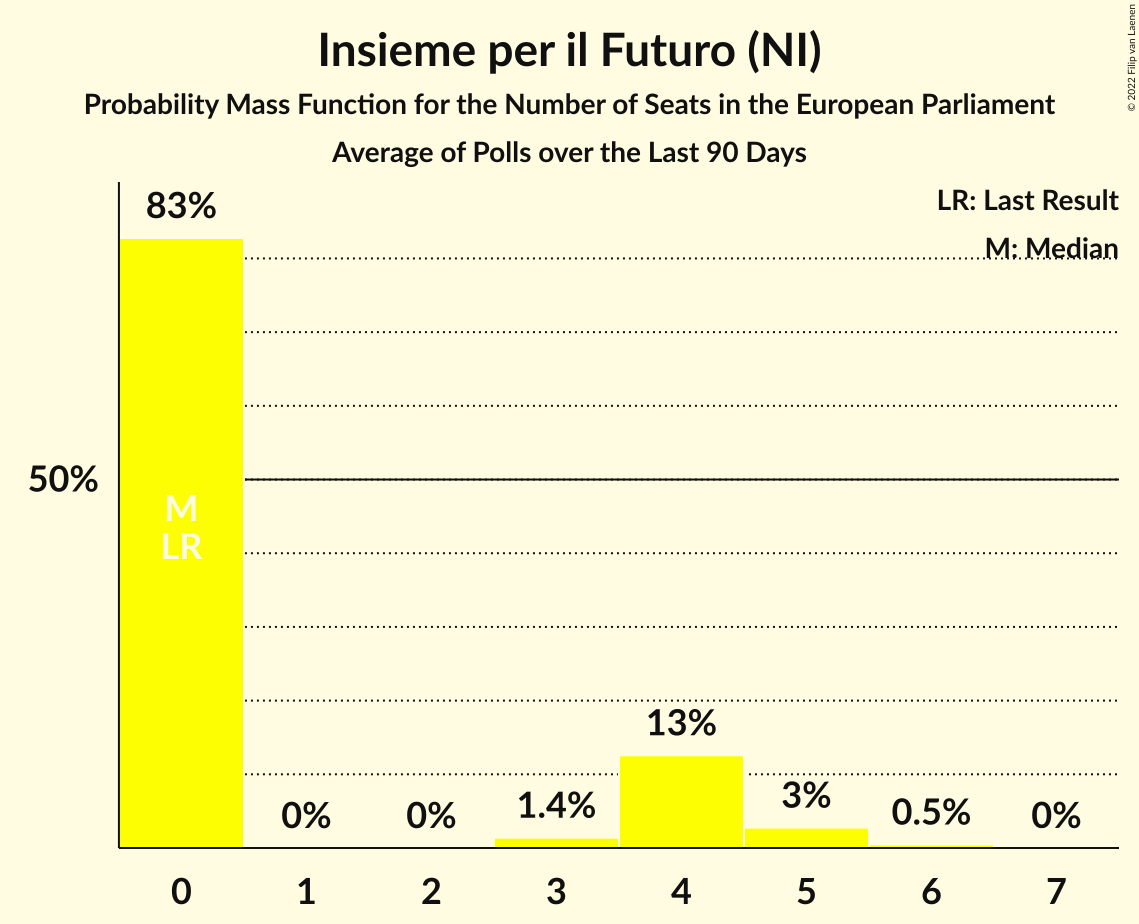 Insieme per il Futuro (NI)
Probability Mass Function for the Number of Seats in the European Parliament
Average of Polls over the Last 90 Days
© 2022 Filip van Laenen
LR: Last Result
M: Median
83%
50%
M
LR
0%
0%
1.4%
13%
3%
0.5%
0%
0
1
2
3
4
5
6
7